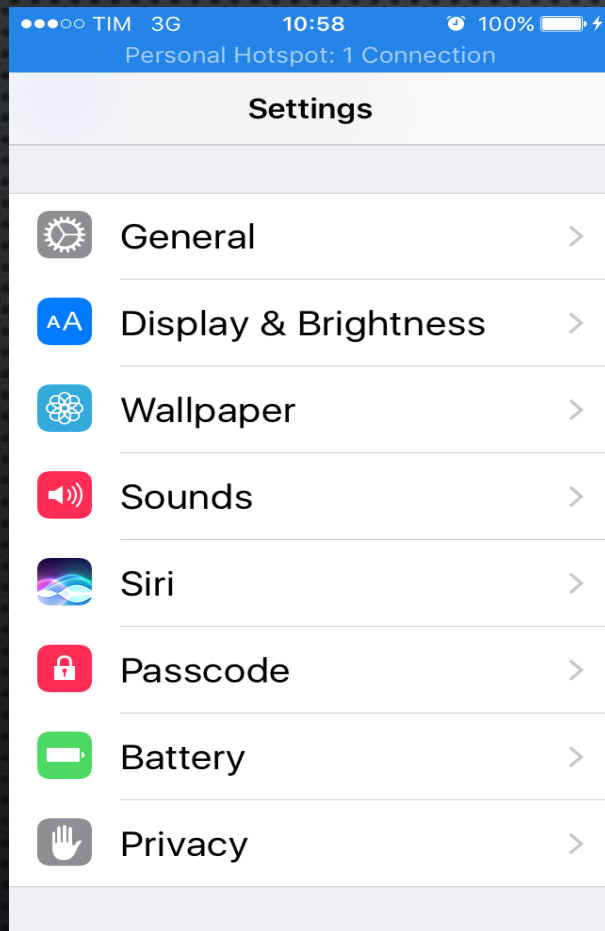 TIM 3G 10:58 100%
Personal Hotspot: 1 Connection
Settings
General
AA Display & Brightness
Wallpaper
Sounds
Siri
Passcode
Battery
Privacy